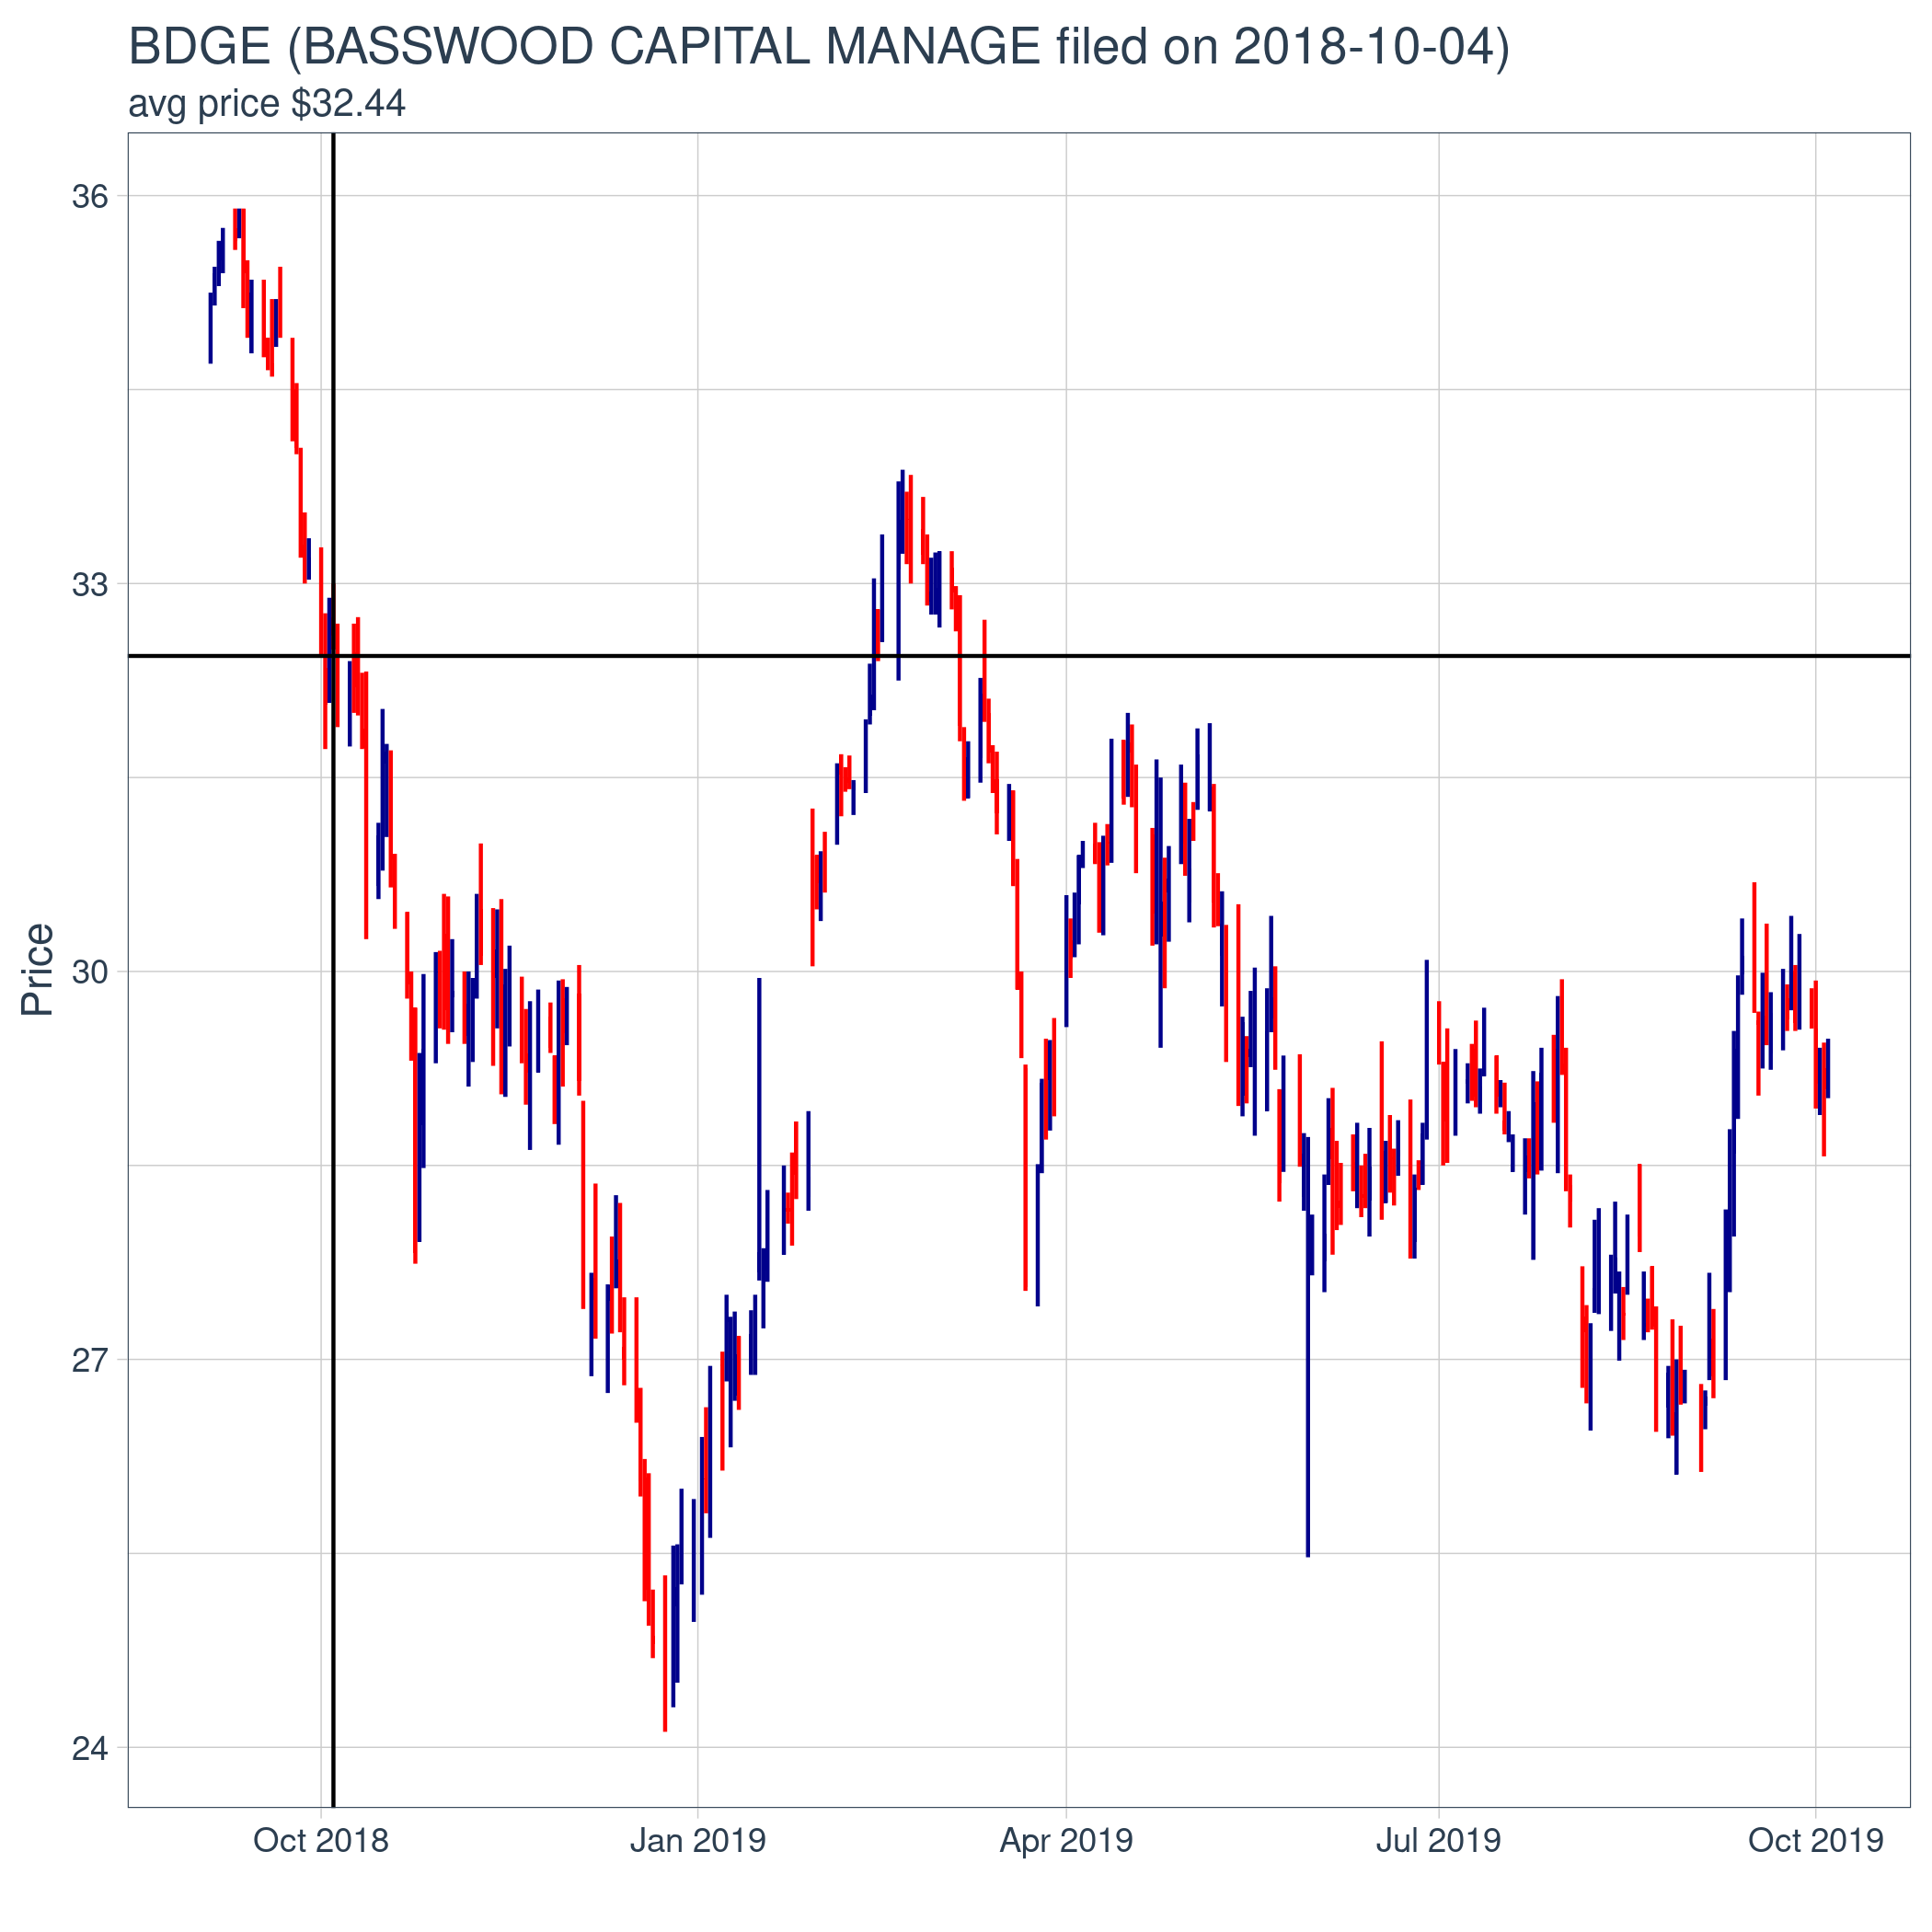 BDGE (BASSWOOD CAPITAL MANAGE filed on 2018-10-04)
avg price $32.44
36
33
30
27
24
Price
Oct 2018
Jan 2019
Apr 2019
Jul 2019
Oct 2019